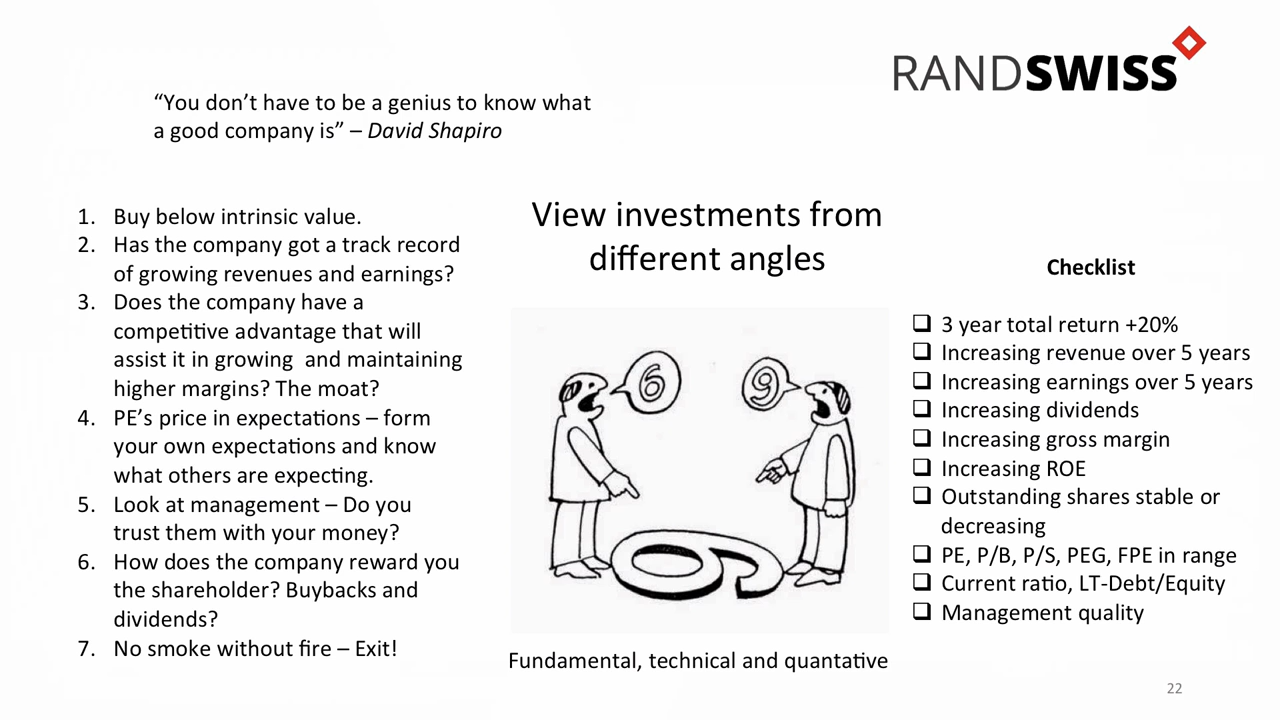 RANDSWISS
“You don’t have to be a genius to know what
a good company is” – David Shapiro
1. Buy below intrinsic value.
2. Has the company got a track record
of growing revenues and earnings?
3. Does the company have a
competitive advantage that will
assist it in growing  and maintaining
higher margins? The moat?
4. PE’s price in expectations – form
your own expectations and know
what others are expecting.
5. Look at management – Do you
trust them with your money?
6. How does the company reward you
the shareholder? Buybacks and
dividends?
7. No smoke without fire – Exit!
View investments from
different angles
6
9
6
Fundamental, technical and quantative
Checklist
❑ 3 year total return +20%
❑ Increasing revenue over 5 years
❑ Increasing earnings over 5 years
❑ Increasing dividends
❑ Increasing gross margin
❑ Increasing ROE
❑ Outstanding shares stable or
decreasing
❑ PE, P/B, P/S, PEG, FPE in range
❑ Current ratio, LT-Debt/Equity
❑ Management quality
22